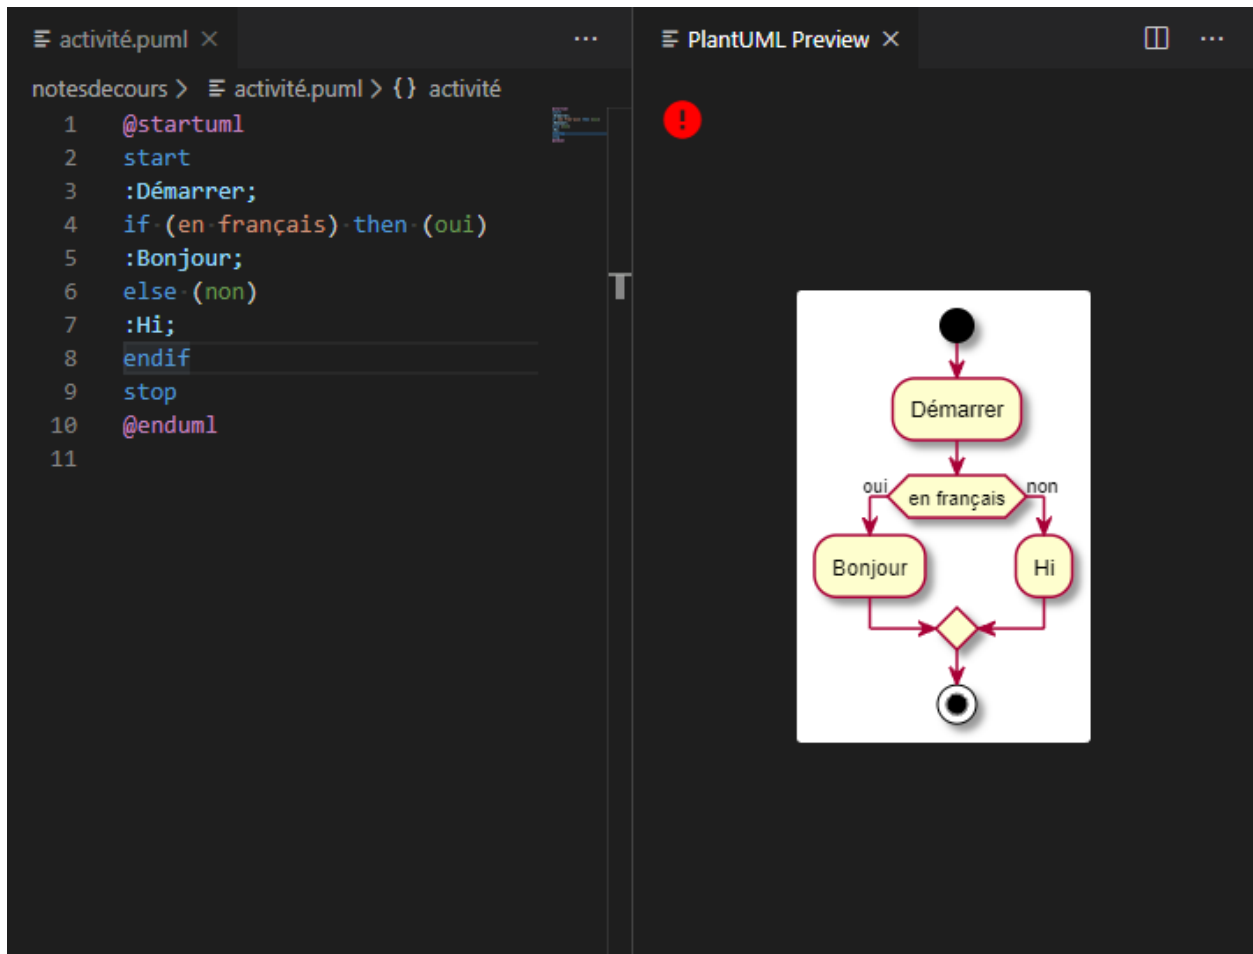 activité.puml
notesdecours > activité.puml > {} activité
1 @startuml
2 start
3 :Démarrer;
4 if (en français) then (oui)
5 :Bonjour;
6 else (non)
7 :Hi;
8 endif
9 stop
10 @enduml
11
PlantUML Preview
Démarrer
oui
en français
non
Bonjour
Hi